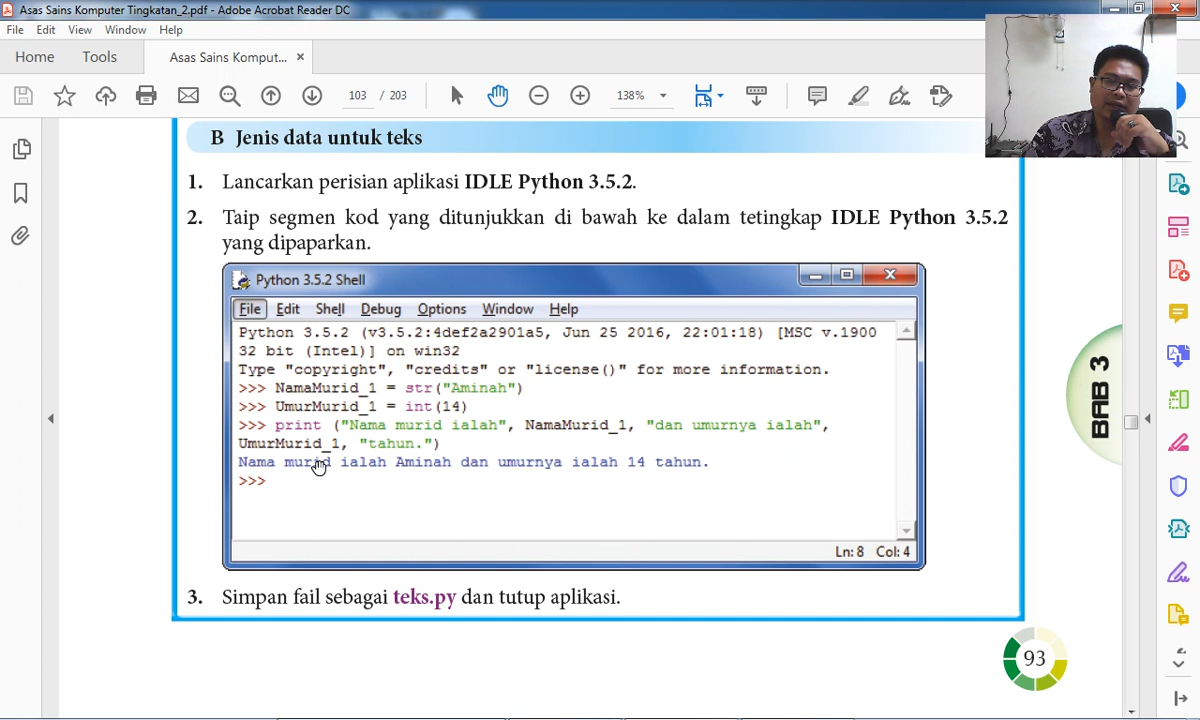 Asas Sains Komputer Tingkatan_2.pdf - Adobe Acrobat Reader DC
File Edit View Window Help
Home Tools Asas Sains Komput... ×
103 / 203 138%
B Jenis data untuk teks
1. Lancarkan perisian aplikasi IDLE Python 3.5.2.
2. Taip segmen kod yang ditunjukkan di bawah ke dalam tetingkap IDLE Python 3.5.2
yang dipaparkan.
Python 3.5.2 Shell
File Edit Shell Debug Options Window Help
Python 3.5.2 (v3.5.2:4def2a2901a5, Jun 25 2016, 22:01:18) [MSC v.1900
32 bit (Intel)] on win32
Type "copyright", "credits" or "license()" for more information.
>>> NamaMurid_1 = str("Aminah")
>>> UmurMurid_1 = int(14)
>>> print ("Nama murid ialah", NamaMurid_1, "dan umurnya ialah",
UmurMurid_1, "tahun.")
Nama murid ialah Aminah dan umurnya ialah 14 tahun.
>>>
Ln: 8 Col: 4
3. Simpan fail sebagai teks.py dan tutup aplikasi.
BAB 3
93